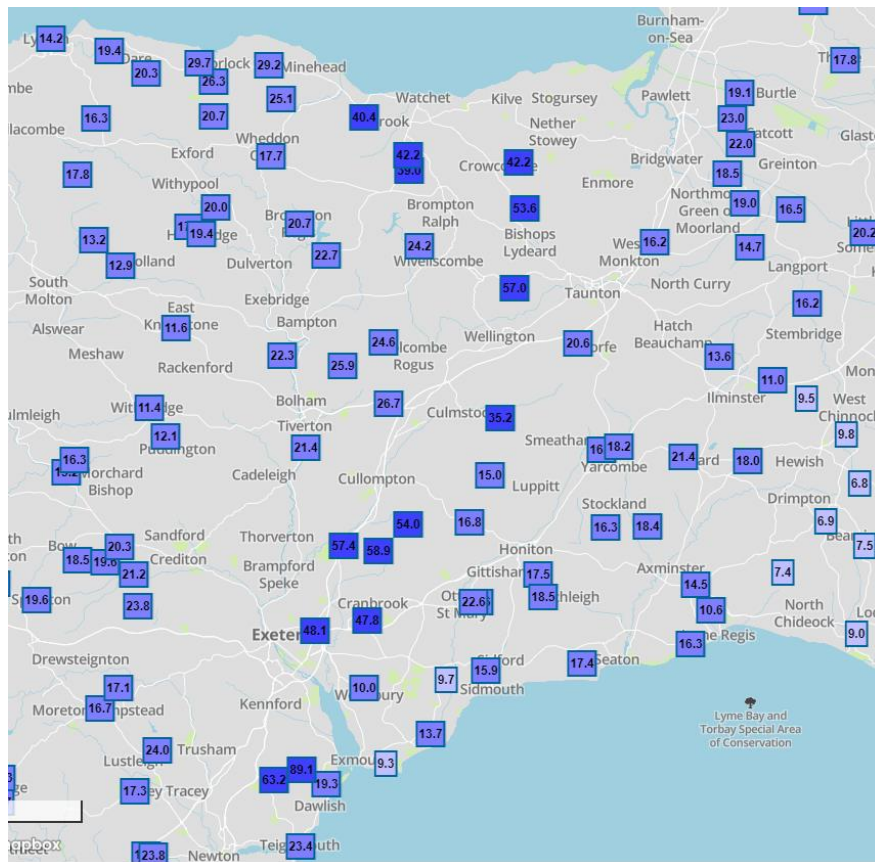 Burnham-
on-Sea
14.2
19.4
20.3
29.7
26.3
29.2
Minehead
17.8
25.1
Watchet
Kilve
Stogursey
Pawlett
19.1
Burtle
16.3
20.7
40.4
Nether
Stowey
23.0
22.0
Exford
Wheddon
17.7
42.2
39.0
42.2
Bridgwater
Greinton
17.8
Withypool
Enmore
18.5
20.0
19.4
20.7
Brompton
Ralph
53.6
Bishops
Lydeard
19.0
Moorland
16.5
13.2
12.9
Dulverton
22.7
24.2
16.2
Monkton
14.7
20.2
Langport
South
Molton
Exebridge
57.0
Taunton
North Curry
16.2
Alswear
East
11.6
Bampton
Wellington
Hatch
Beauchamp
Stembridge
Meshaw
Rackenford
22.3
24.6
Rogus
25.9
20.6
13.6
11.0
Ilminster
9.5
West
Chinnock
11.4
Bolham
Tiverton
26.7
35.2
12.1
21.4
18.2
Yarcombe
21.4
18.0
Hewish
9.8
16.3
Bishop
Cadeleigh
Cullompton
15.0
Luppitt
6.8
Drimpton
Stockland
Sandford
Crediton
Thorverton
54.0
16.8
16.3
18.4
6.9
Bow
20.3
18.5
57.4
58.9
Honiton
7.5
21.2
Brampford
Speke
Gittisham
17.5
Axminster
7.4
14.5
19.6
23.8
Cranbrook
47.8
22.6
St Mary
18.5
10.6
North
Chideock
Exeter
48.1
16.3
9.0
Drewsteignton
17.4
Seaton
15.9
Sidmouth
17.1
16.7
Kennford
10.0
9.7
Lyme Bay and
Torbay Special Area
of Conservation
24.0
Lustleigh
Trusham
13.7
63.2
89.1
19.3
9.3
17.3
Dawlish
23.8
Newton
23.4